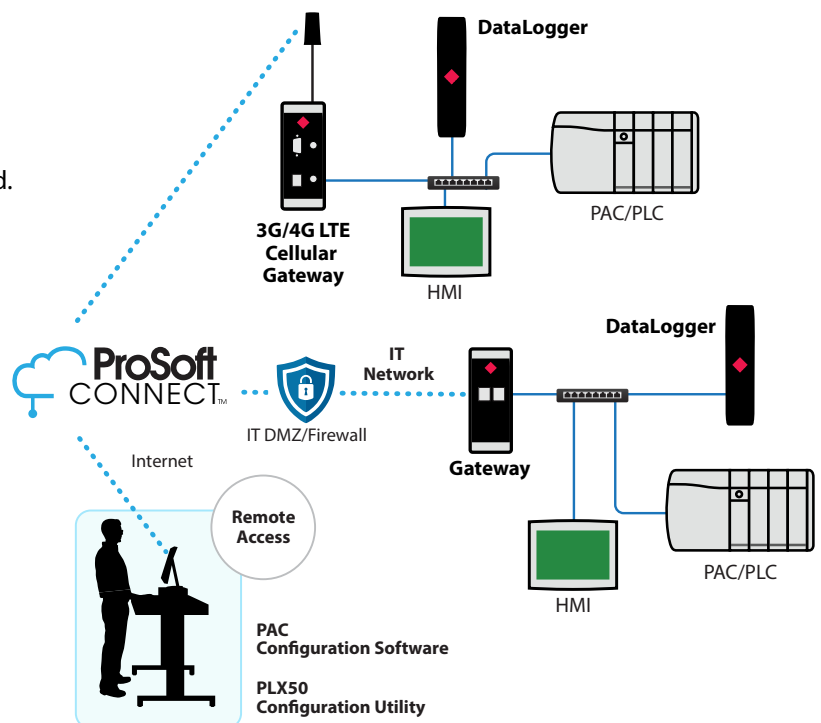 DataLogger
d.
PAC/PLC
3G/4G LTE
Cellular
Gateway
HMI
DataLogger
ProSoft
CONNECT™
IT
Network
IT DMZ/Firewall
Gateway
Internet
Remote
Access
HMI
PAC/PLC
PAC
Configuration Software
PLX50
Configuration Utility